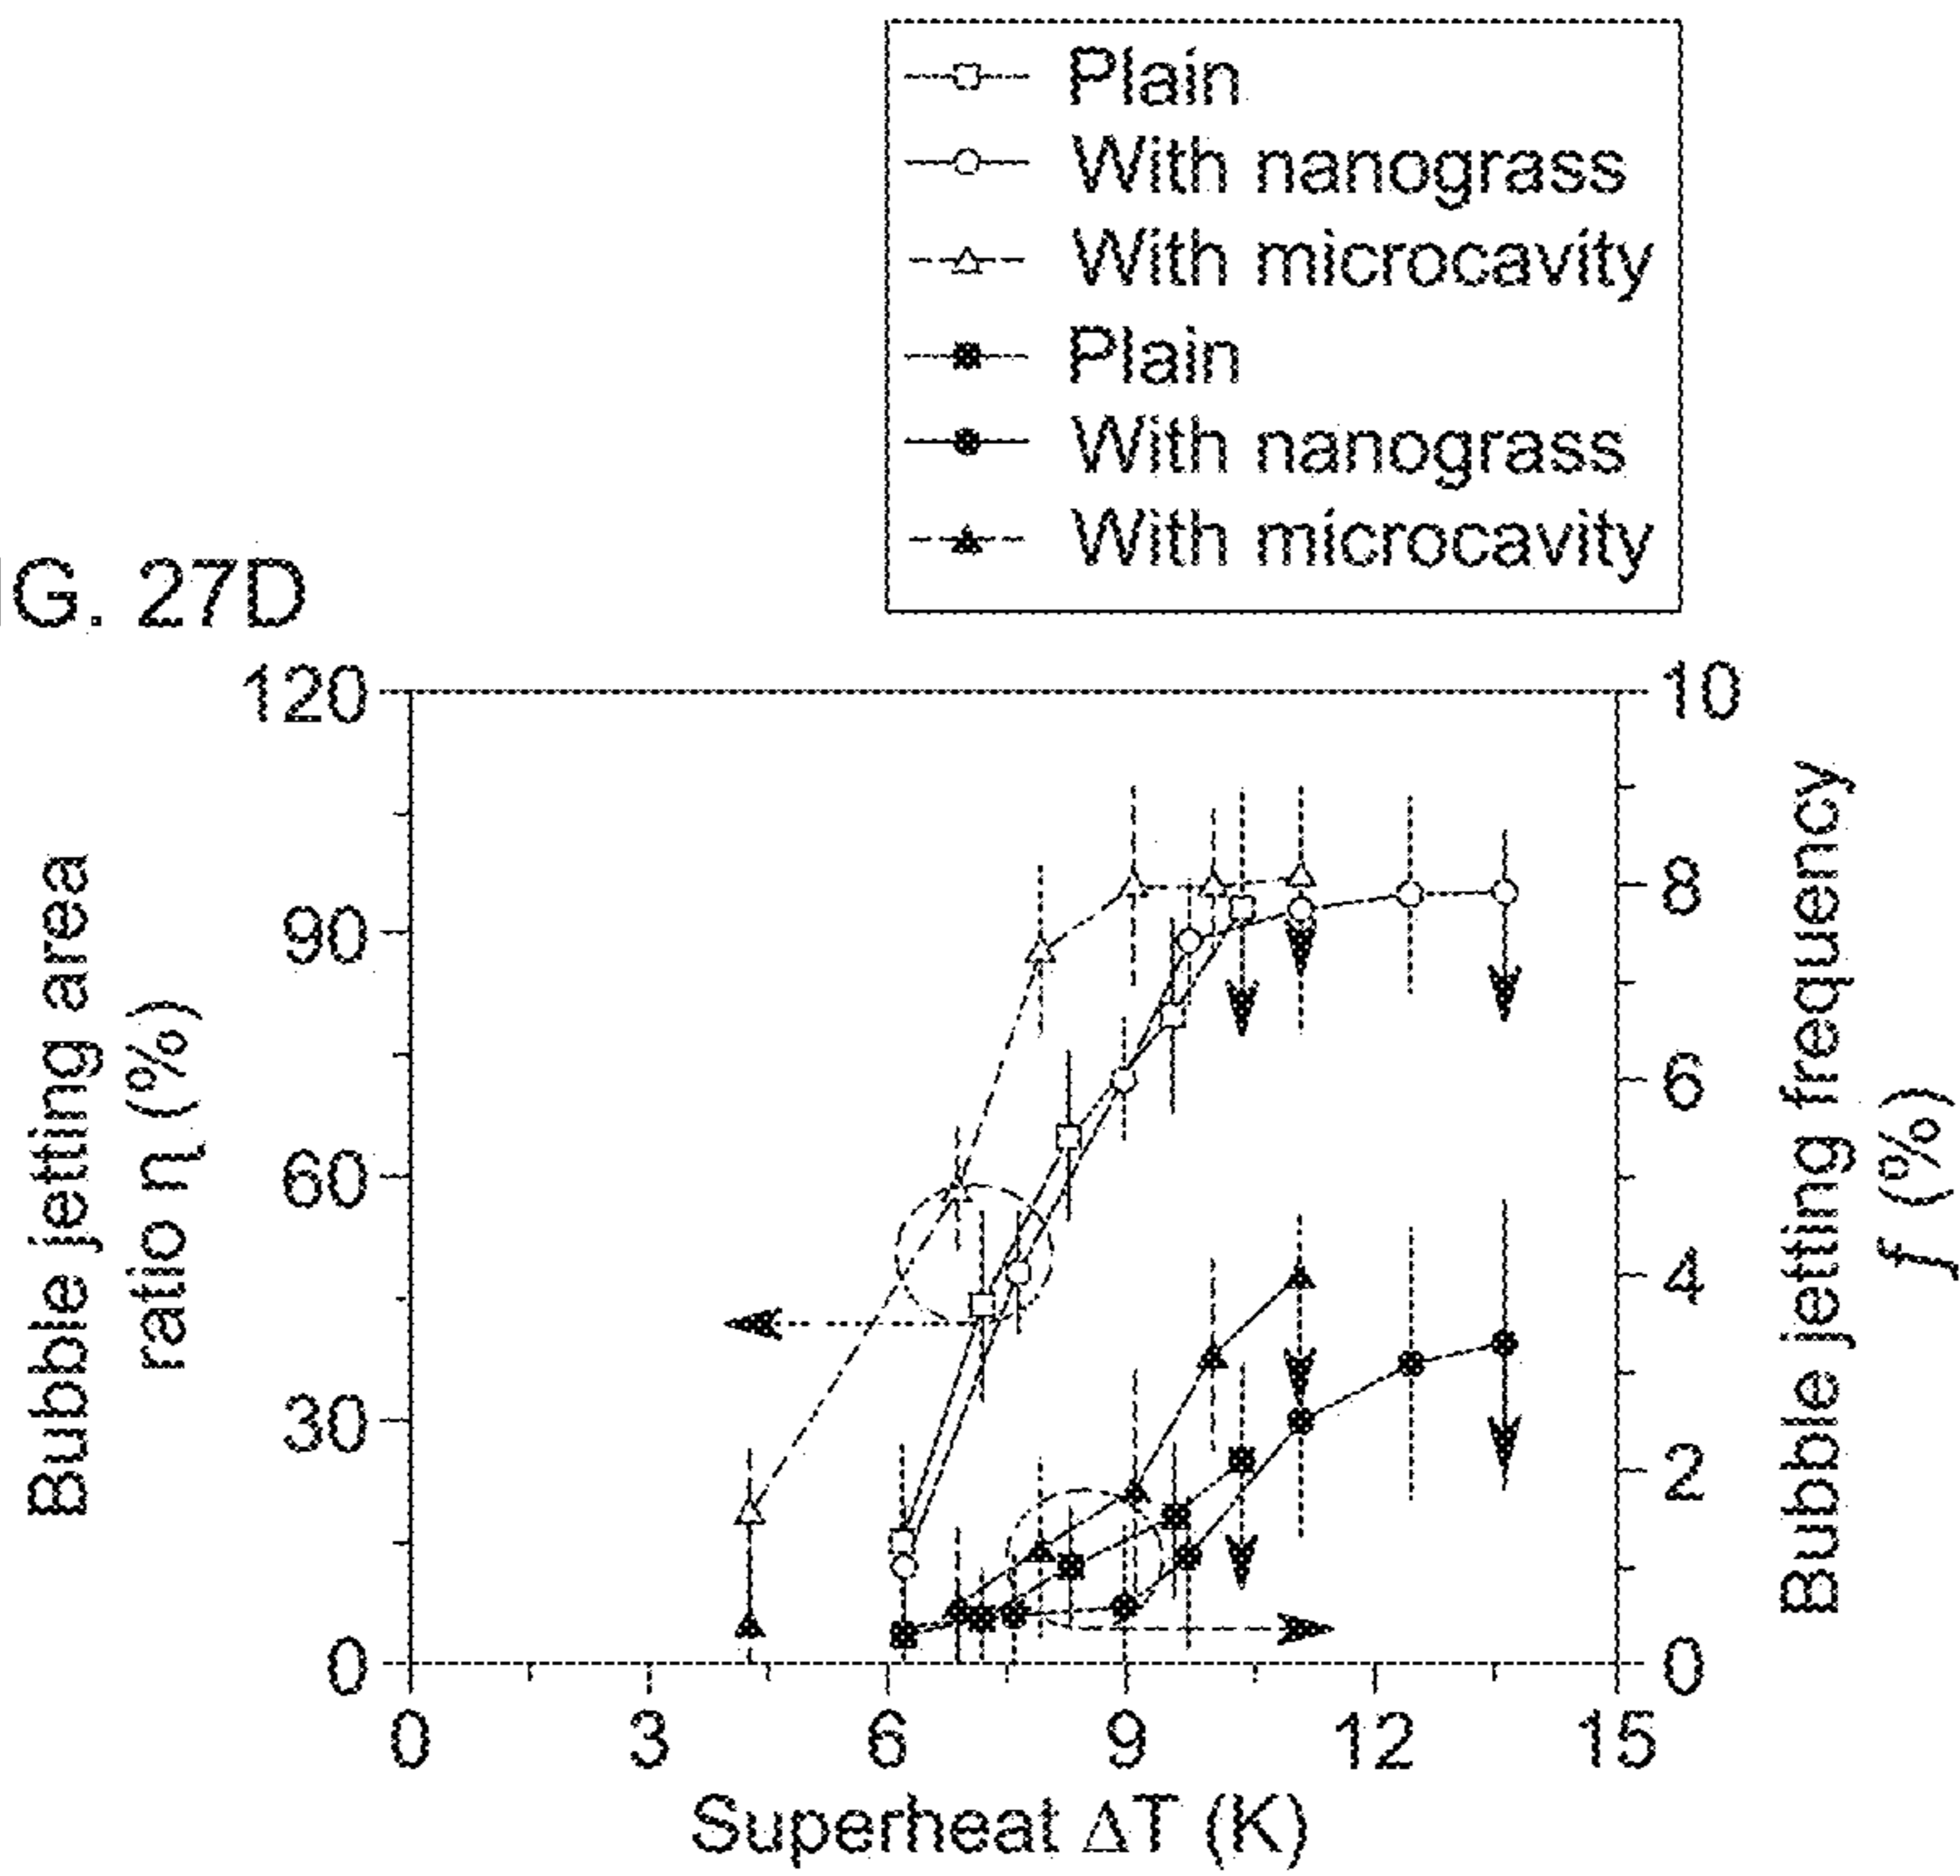 Plain
With nanograss
With microcavity
Plain
With nanograss
With microcavity
G. 27D
120
90
60
30
0
10
8
6
4
2
0
0 3 6 9 12 15
Bubble jetting area
ratio η (%)
Bubble jetting frequency
f (%)
Superheat ΔT (K)